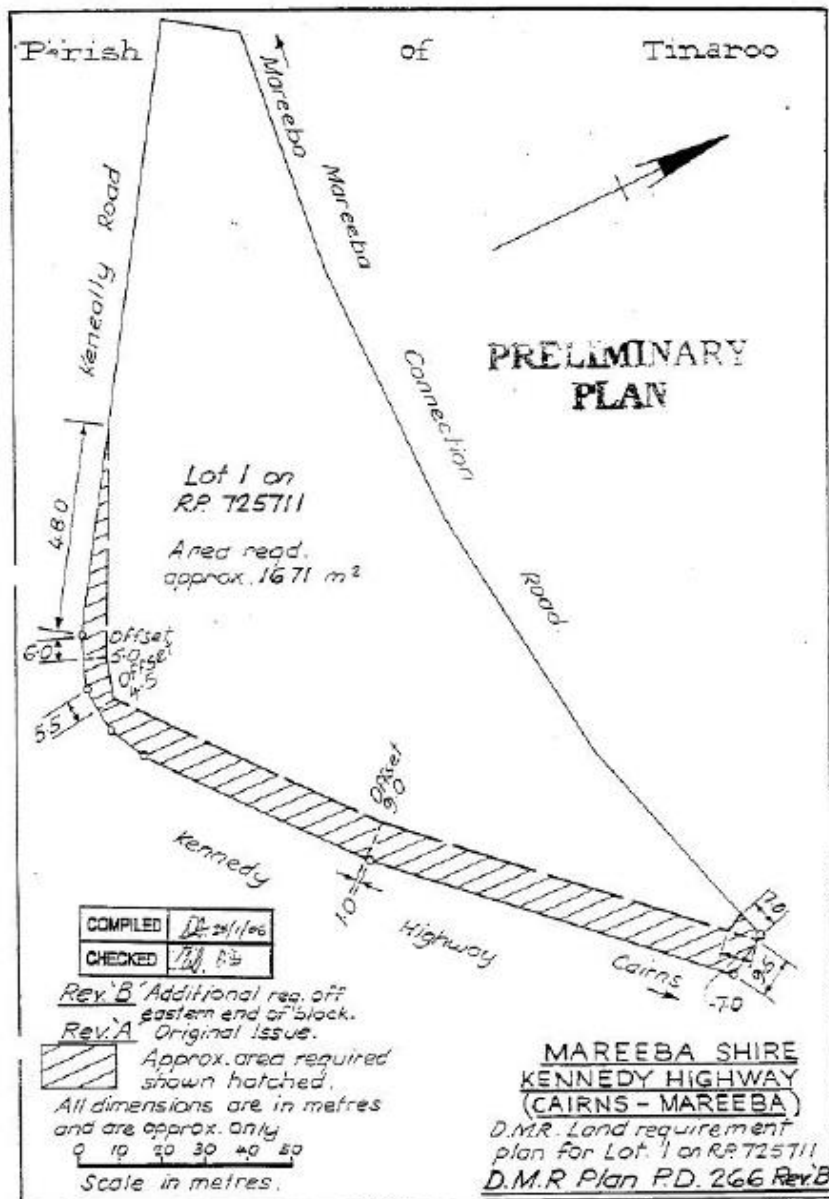 Parish of Tinaroo
Mareeba
Mareeba
Connection
Road
Keneally Road
PRELIMINARY
PLAN
Lot 1 on
R.P. 725711
Area reqd.
approx. 1671 m²
48.0
6.0
Offset
5.0
Offset
4.5
5.5
Offset
9.0
1.0
Kennedy
Highway
Cairns
7.0
9.5
7.0
COMPILED 25/1/06
CHECKED
Rev. 'B' Additional req. off
eastern end of block.
Rev. 'A' Original Issue.
Approx. area required
shown hatched.
All dimensions are in metres
and are approx. only
0 10 20 30 40 50
Scale in metres.
MAREEBA SHIRE
KENNEDY HIGHWAY
(CAIRNS - MAREEBA)
D.M.R. Land requirement
plan for Lot. 1 on R.P. 725711
D.M.R Plan P.D. 266 Rev.'B'